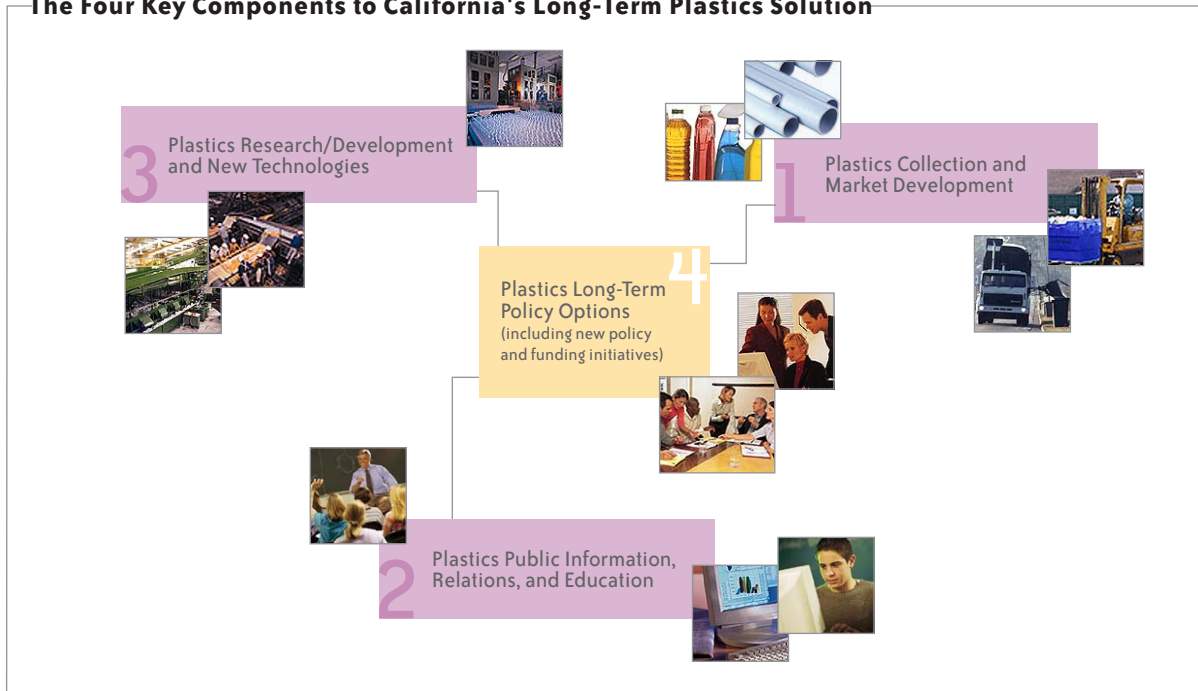 The Four Key Components to California's Long-Term Plastics Solution
3
Plastics Research/Development
and New Technologies
1
Plastics Collection and
Market Development
4
Plastics Long-Term
Policy Options
(including new policy
and funding initiatives)
2
Plastics Public Information,
Relations, and Education